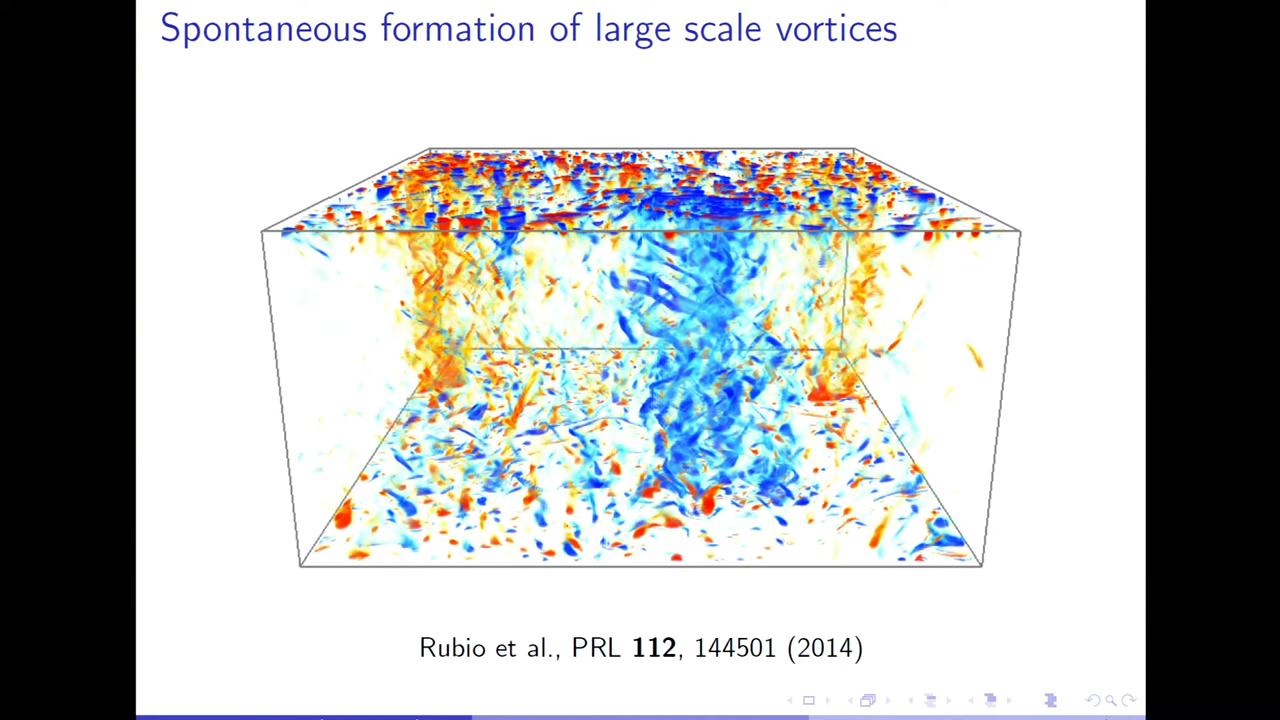 Spontaneous formation of large scale vortices
Rubio et al., PRL 112, 144501 (2014)